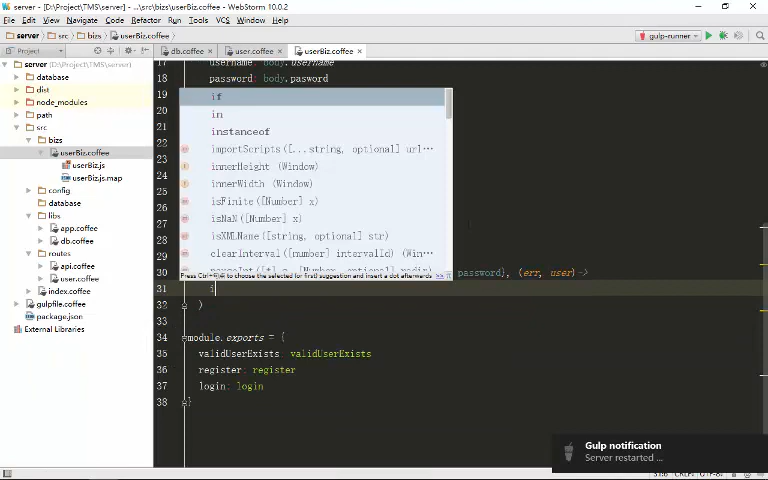 server - [D:\Project\TMS\server] - ...\src\bizs\userBiz.coffee - WebStorm 10.0.2
File Edit View Navigate Code Refactor Run Tools VCS Window Help
server src bizs userBiz.coffee
gulp-runner
Project
db.coffee user.coffee userBiz.coffee
server (D:\Project\TMS\server)
database
dist
node_modules
path
src
bizs
userBiz.coffee
userBiz.js
userBiz.js.map
config
database
libs
app.coffee
db.coffee
routes
api.coffee
user.coffee
index.coffee
gulpfile.coffee
package.json
External Libraries
17 username: body.username
18 password: body.pasword
19
20
21
22
23
24
25
26
27
28
29
30 password}, (err, user)->
31 i
32 )
33
34 module.exports = {
35 validUserExists: validUserExists
36 register: register
37 login: login
38 }
if
in
instanceof
importScripts([...string, optional] url...
innerHeight (Window)
innerWidth (Window)
isFinite([Number] x)
isNaN([Number] x)
isXMLName([string, optional] str)
clearInterval([number] intervalId) (Win...
to choose the selected (or first) suggestion and insert a dot afterwards >>
Gulp notification
Server restarted ...